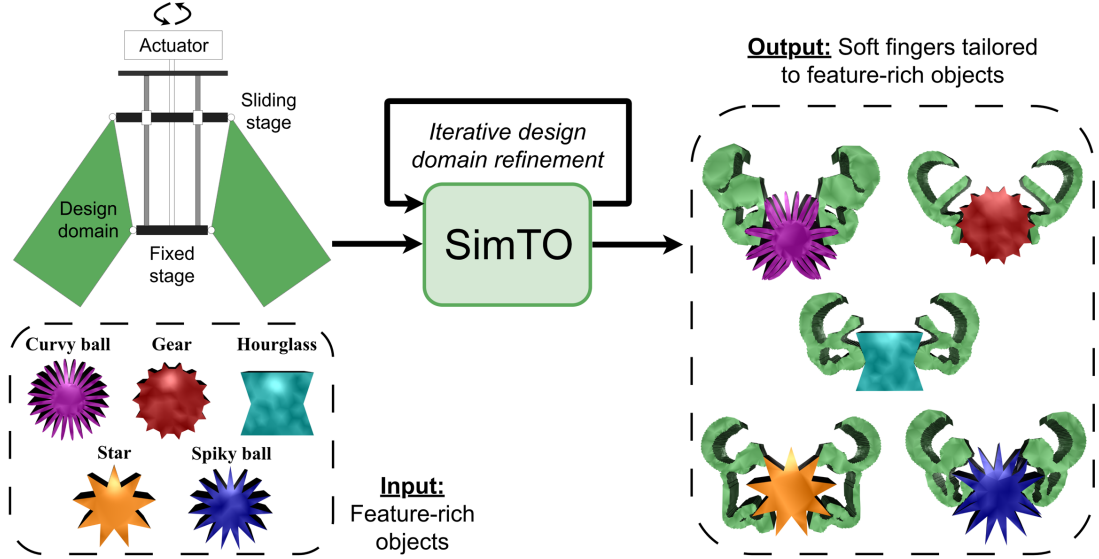 Actuator
Sliding
stage
Design
domain
Fixed
stage
Curvy ball
Gear
Hourglass
Star
Spiky ball
Input:
Feature-rich
objects
Iterative design
domain refinement
SimTO
Output: Soft fingers tailored
to feature-rich objects